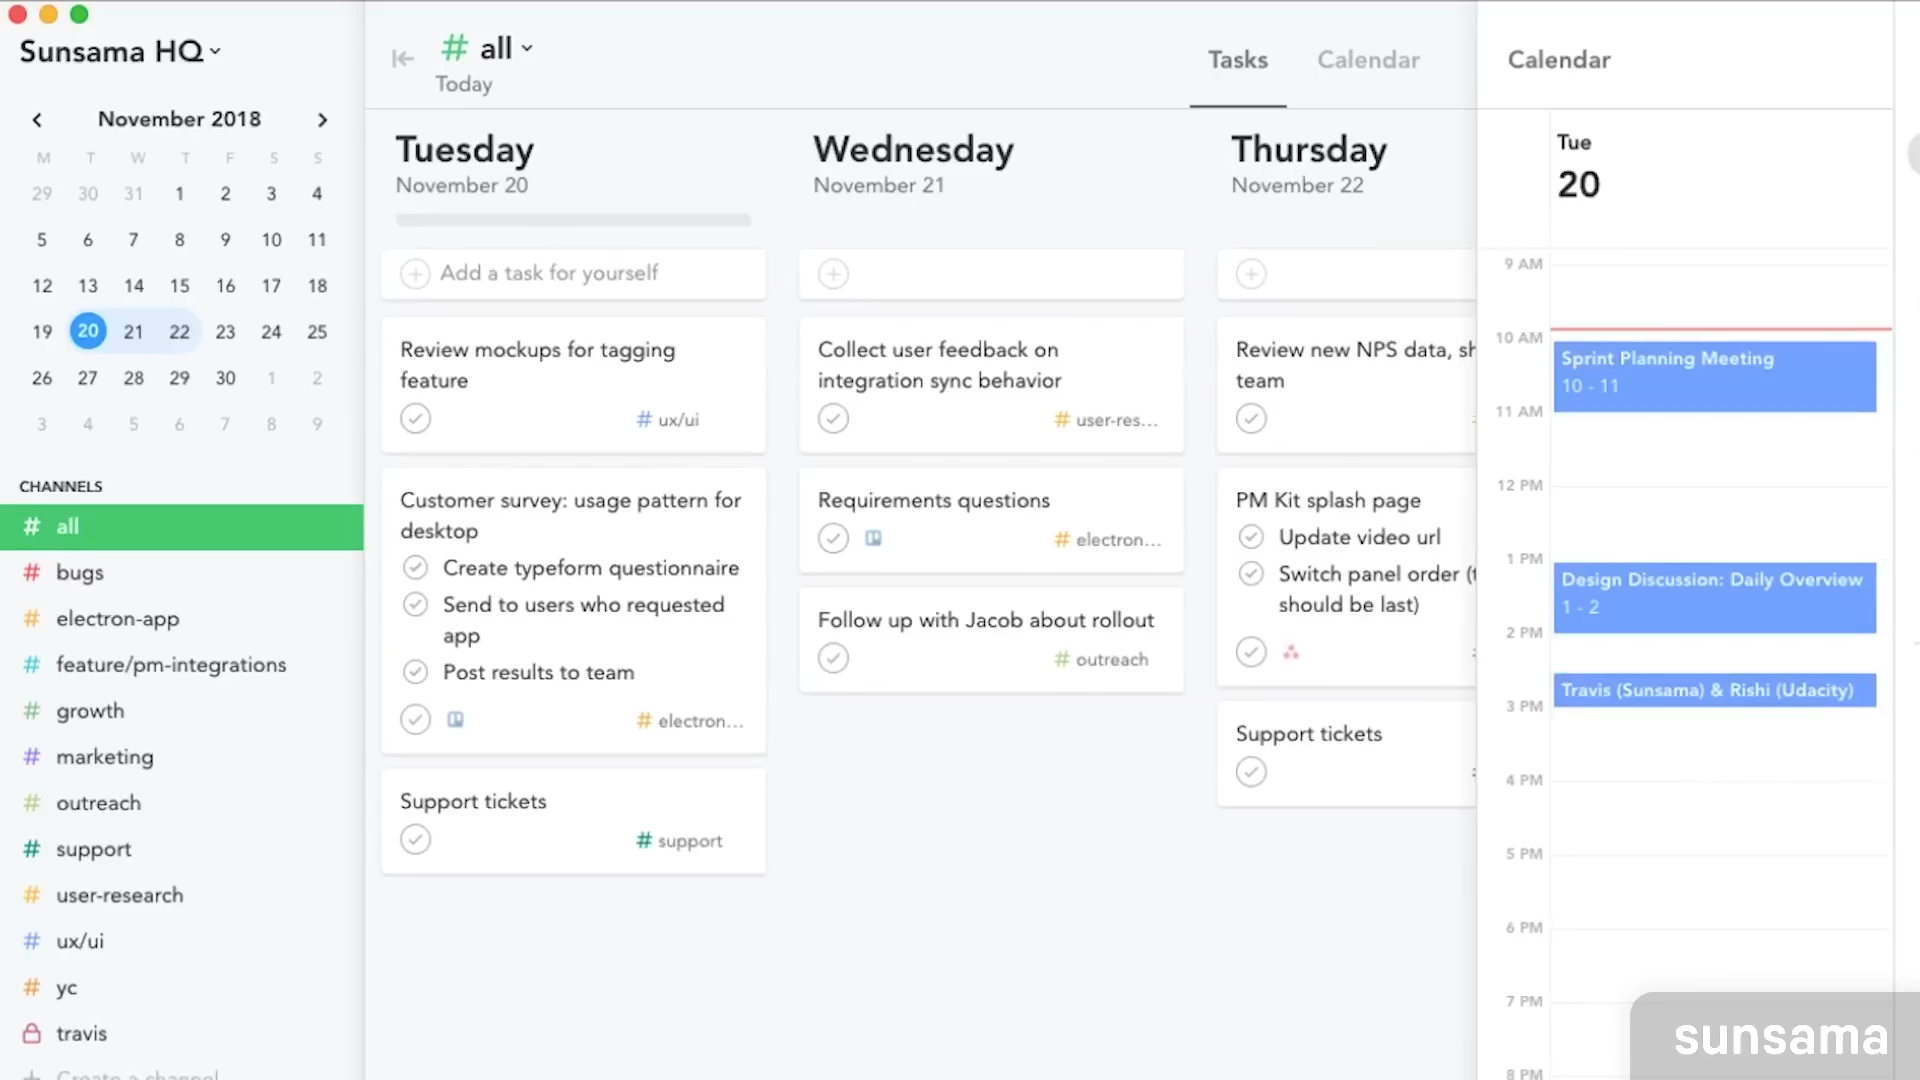 Sunsama HQ
November 2018
M T W T F S S
29 30 31 1 2 3 4
5 6 7 8 9 10 11
12 13 14 15 16 17 18
19 20 21 22 23 24 25
26 27 28 29 30 1 2
3 4 5 6 7 8 9
CHANNELS
# all
# bugs
# electron-app
# feature/pm-integrations
# growth
# marketing
# outreach
# support
# user-research
# ux/ui
# yc
travis
+ Create a channel
# all
Today
Tasks
Calendar
Tuesday
November 20
Add a task for yourself
Review mockups for tagging
feature
# ux/ui
Customer survey: usage pattern for
desktop
Create typeform questionnaire
Send to users who requested
app
Post results to team
# electron...
Support tickets
# support
Wednesday
November 21
Collect user feedback on
integration sync behavior
# user-res...
Requirements questions
# electron...
Follow up with Jacob about rollout
# outreach
Thursday
November 22
Review new NPS data, sh
team
PM Kit splash page
Update video url
Switch panel order (t
should be last)
Support tickets
Calendar
Tue
20
9 AM
10 AM
Sprint Planning Meeting
10 - 11
11 AM
12 PM
1 PM
Design Discussion: Daily Overview
1 - 2
2 PM
Travis (Sunsama) & Rishi (Udacity)
3 PM
4 PM
5 PM
6 PM
7 PM
8 PM
sunsama